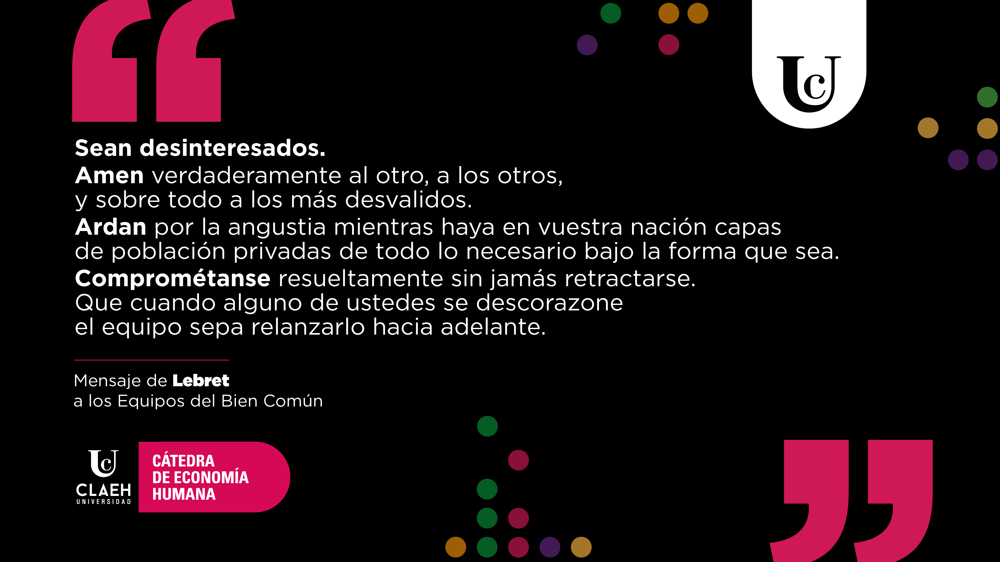 UC
Sean desinteresados.
Amen verdaderamente al otro, a los otros,
y sobre todo a los más desvalidos.
Ardan por la angustia mientras haya en vuestra nación capas
de población privadas de todo lo necesario bajo la forma que sea.
Comprométanse resueltamente sin jamás retractarse.
Que cuando alguno de ustedes se descorazone
el equipo sepa relanzarlo hacia adelante.
Mensaje de Lebret
a los Equipos del Bien Común
UC
CLAEH
UNIVERSIDAD
CÁTEDRA
DE ECONOMÍA
HUMANA